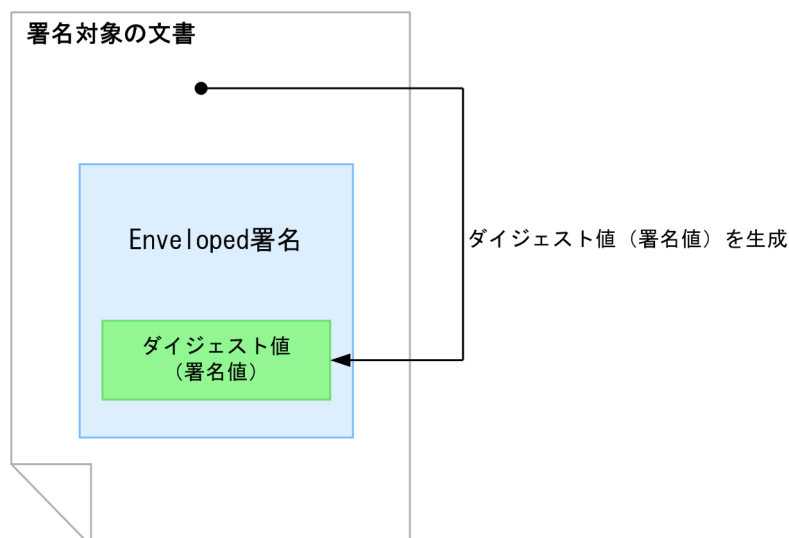 署名対象の文書
Enveloped署名
ダイジェスト値（署名値）を生成
ダイジェスト値
（署名値）